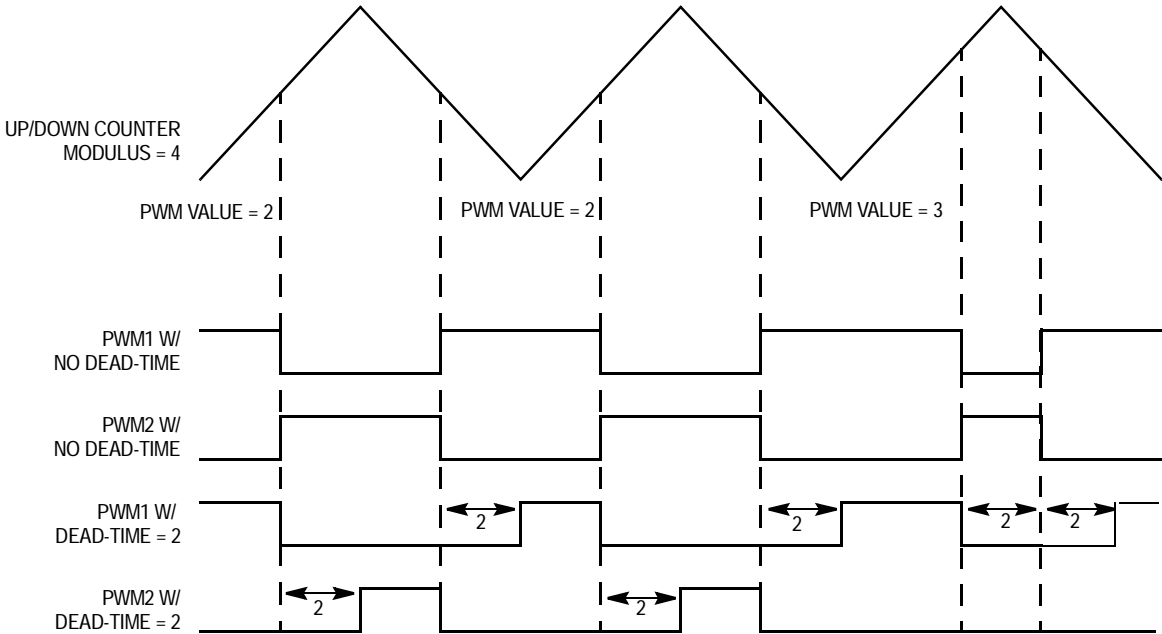 UP/DOWN COUNTER
MODULUS = 4
PWM VALUE = 2
PWM VALUE = 2
PWM VALUE = 3
PWM1 W/
NO DEAD-TIME
PWM2 W/
NO DEAD-TIME
PWM1 W/
DEAD-TIME = 2
2
2
2
2
PWM2 W/
DEAD-TIME = 2
2
2